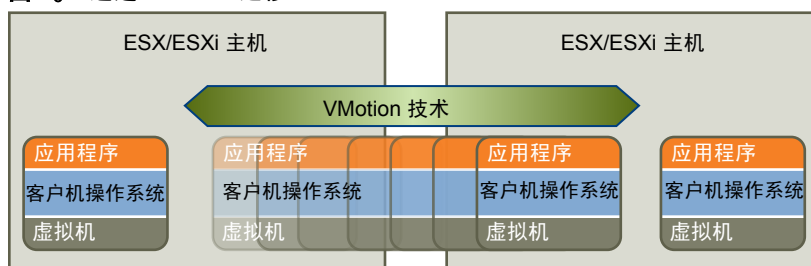 ESX/ESXi 主机
ESX/ESXi 主机
VMotion 技术
应用程序
应用程序
应用程序
应用程序
客户机操作系统
客户机操作系统
客户机操作系统
客户机操作系统
虚拟机
虚拟机
虚拟机
虚拟机